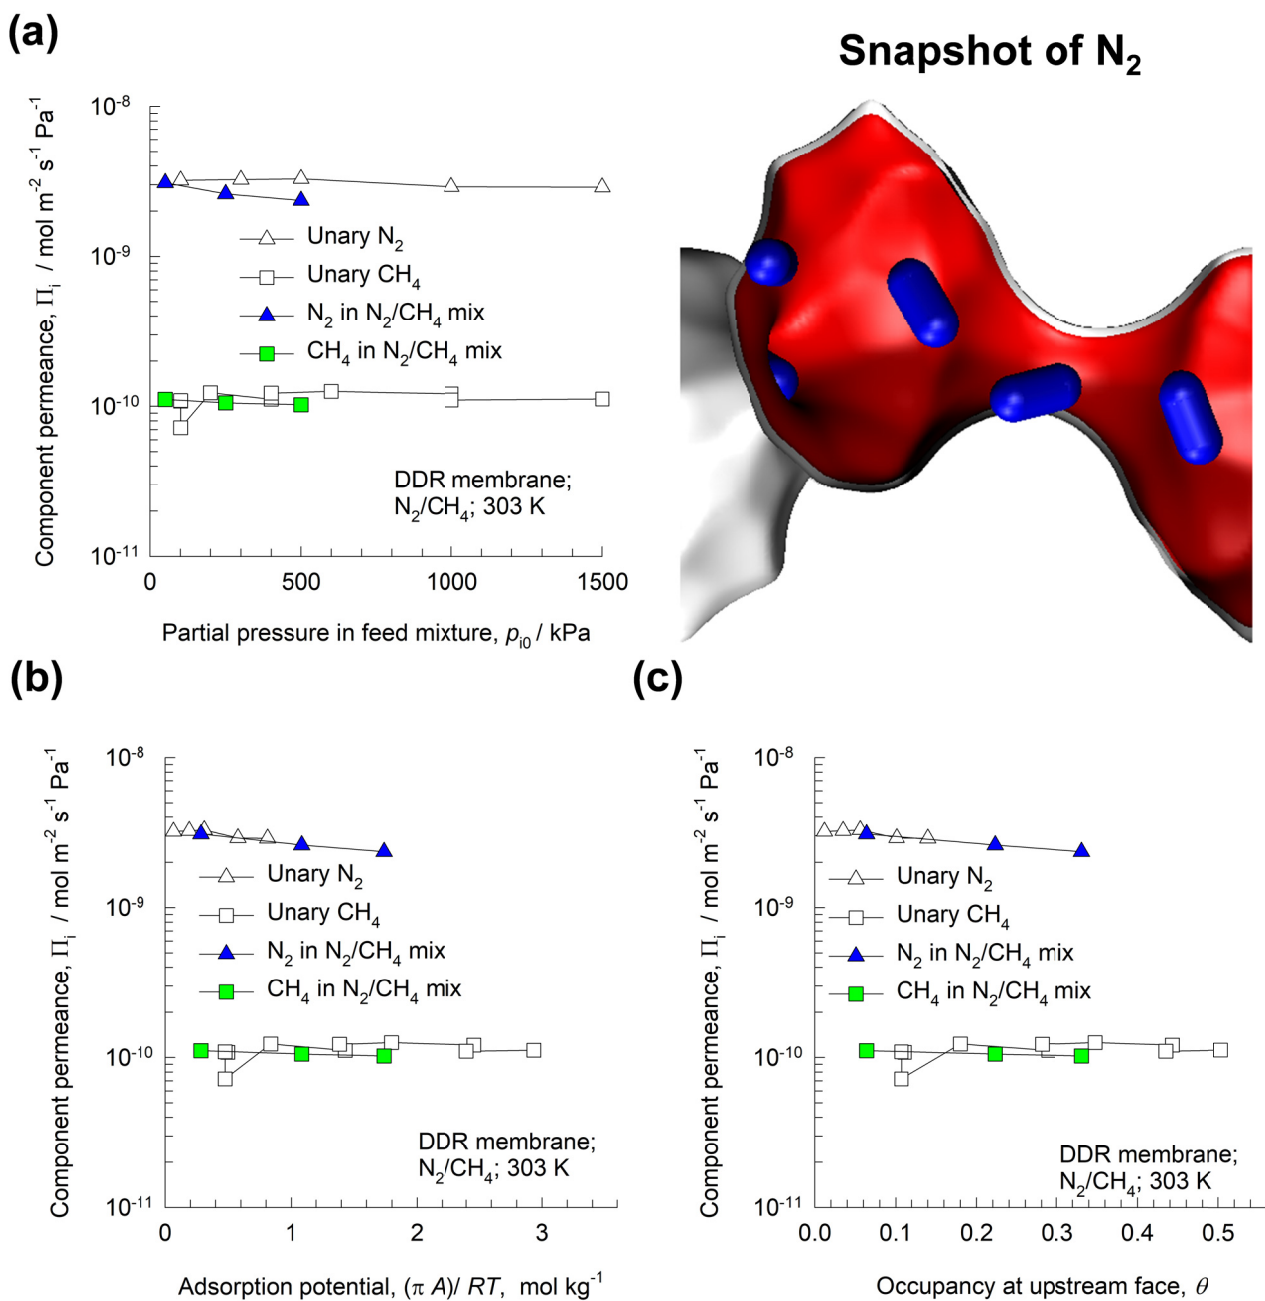 (a)
Snapshot of N₂
Component permeance, Πᵢ / mol m⁻² s⁻¹ Pa⁻¹
10⁻⁸
10⁻⁹
10⁻¹⁰
10⁻¹¹
Unary N₂
Unary CH₄
N₂ in N₂/CH₄ mix
CH₄ in N₂/CH₄ mix
DDR membrane;
N₂/CH₄; 303 K
0 500 1000 1500
Partial pressure in feed mixture, pᵢ₀ / kPa
(b)
Component permeance, Πᵢ / mol m⁻² s⁻¹ Pa⁻¹
10⁻⁸
10⁻⁹
10⁻¹⁰
10⁻¹¹
Unary N₂
Unary CH₄
N₂ in N₂/CH₄ mix
CH₄ in N₂/CH₄ mix
DDR membrane;
N₂/CH₄; 303 K
0 1 2 3
Adsorption potential, (π A)/ RT, mol kg⁻¹
(c)
Component permeance, Πᵢ / mol m⁻² s⁻¹ Pa⁻¹
10⁻⁸
10⁻⁹
10⁻¹⁰
10⁻¹¹
Unary N₂
Unary CH₄
N₂ in N₂/CH₄ mix
CH₄ in N₂/CH₄ mix
DDR membrane;
N₂/CH₄; 303 K
0.0 0.1 0.2 0.3 0.4 0.5
Occupancy at upstream face, θ